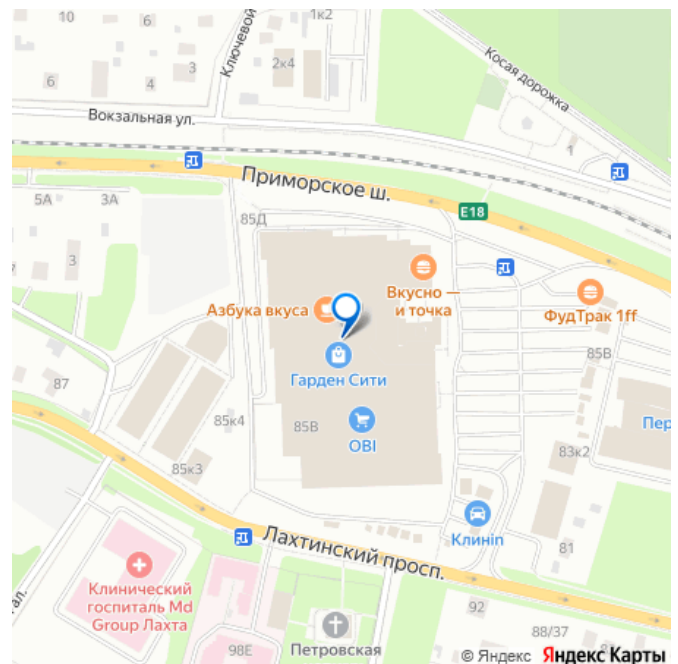 10
6
1к2
Ключевой
2к4
3
6
4
Косая дорожка
Вокзальная ул.
1
Приморское ш.
E18
5А
3А
85Д
3
Вкусно —
и точка
Азбука вкуса
ФудТрак 1ff
85В
Гарден Сити
87
85к4
85В
OBI
Пер
83к2
85к3
Клинin
81
Лахтинский просп.
Клинический
госпиталь Md
Group Лахта
92
98Е
Петровская
88/37
© Яндекс Яндекс Карты